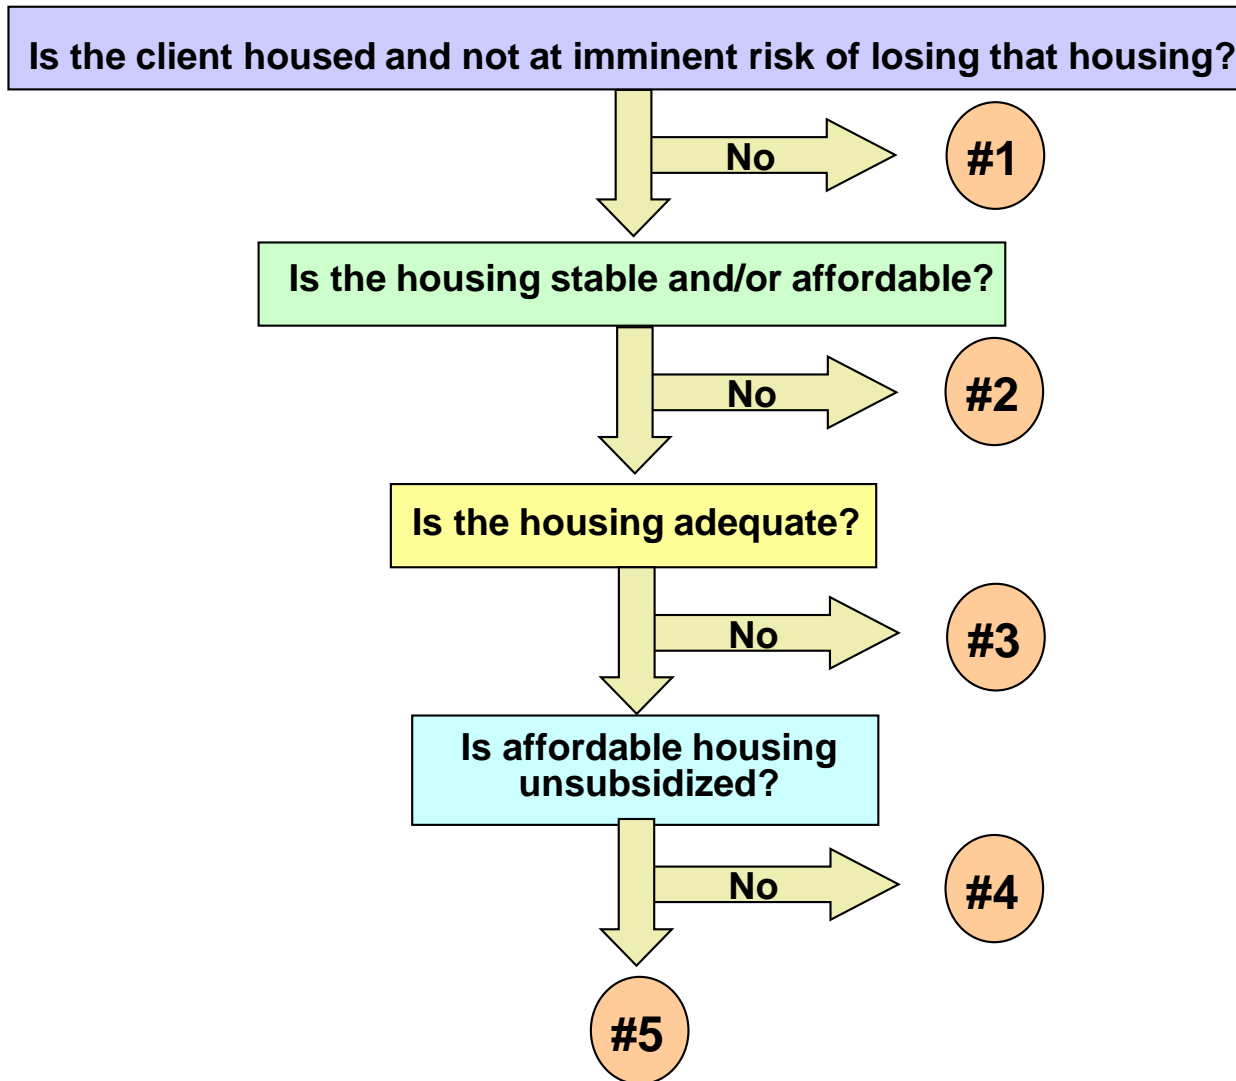 Is the client housed and not at imminent risk of losing that housing?
No
#1
Is the housing stable and/or affordable?
No
#2
Is the housing adequate?
No
#3
Is affordable housing
unsubsidized?
No
#4
#5